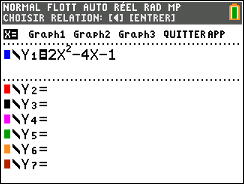 NORMAL FLOTT AUTO RÉEL RAD MP
CHOISIR RELATION: [◄] [ENTRER]
X= Graph1 Graph2 Graph3 QUITTERAPP
\Y1=2X²-4X-1
\Y2=
\Y3=
\Y4=
\Y5=
\Y6=
\Y7=